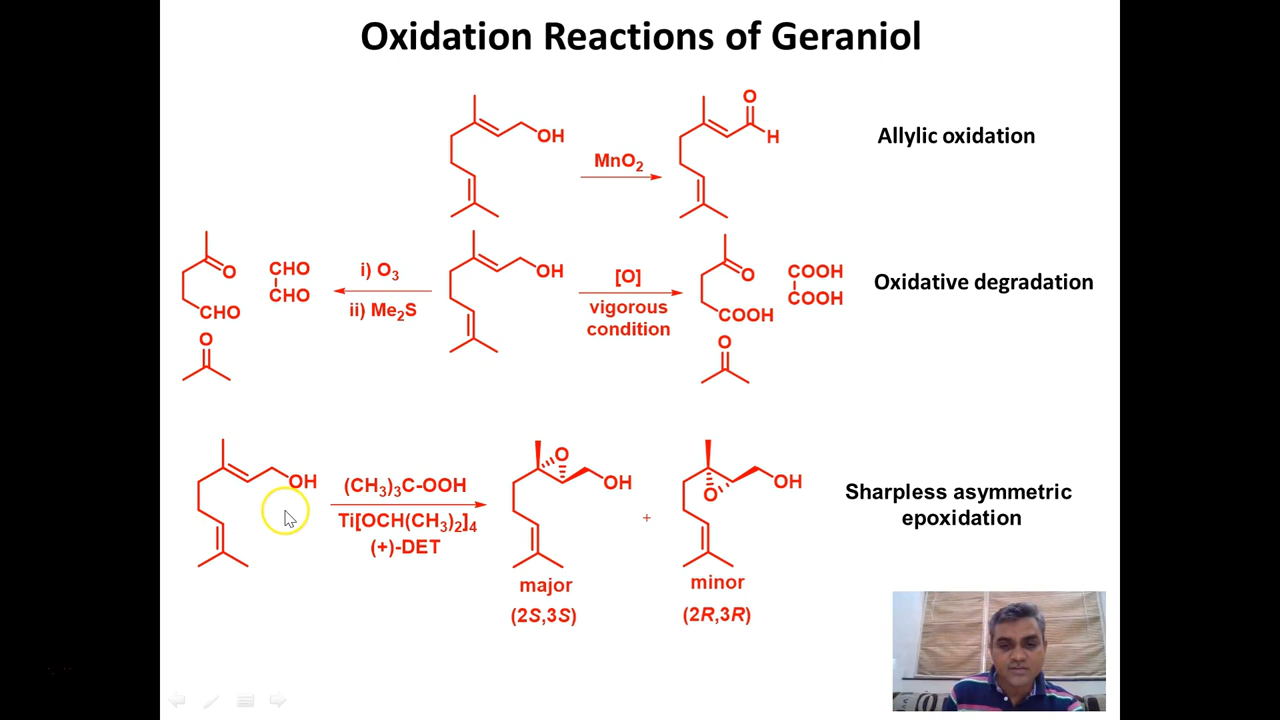 Oxidation Reactions of Geraniol
OH
MnO2
O
H
Allylic oxidation
O
CHO
CHO
CHO
O
i) O3
ii) Me2S
OH
[O]
vigorous
condition
O
COOH
COOH
COOH
O
Oxidative degradation
OH
(CH3)3C-OOH
Ti[OCH(CH3)2]4
(+)-DET
O
OH
major
(2S,3S)
+
O
OH
minor
(2R,3R)
Sharpless asymmetric
epoxidation